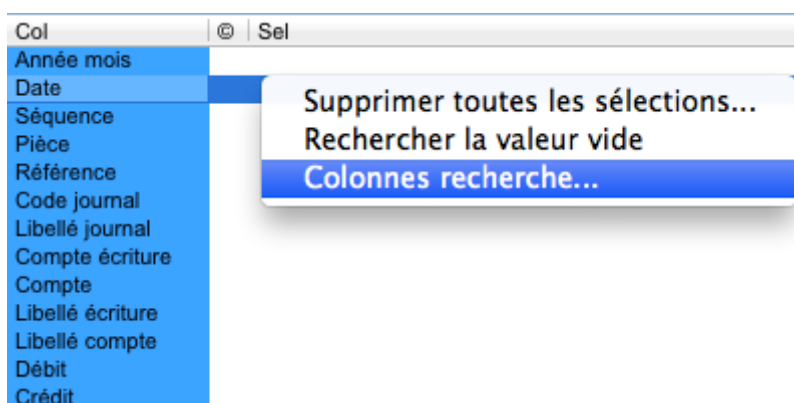 Col © Sel
Année mois
Date
Supprimer toutes les sélections...
Séquence
Pièce
Rechercher la valeur vide
Référence
Colonnes recherche...
Code journal
Libellé journal
Compte écriture
Compte
Libellé écriture
Libellé compte
Débit
Crédit